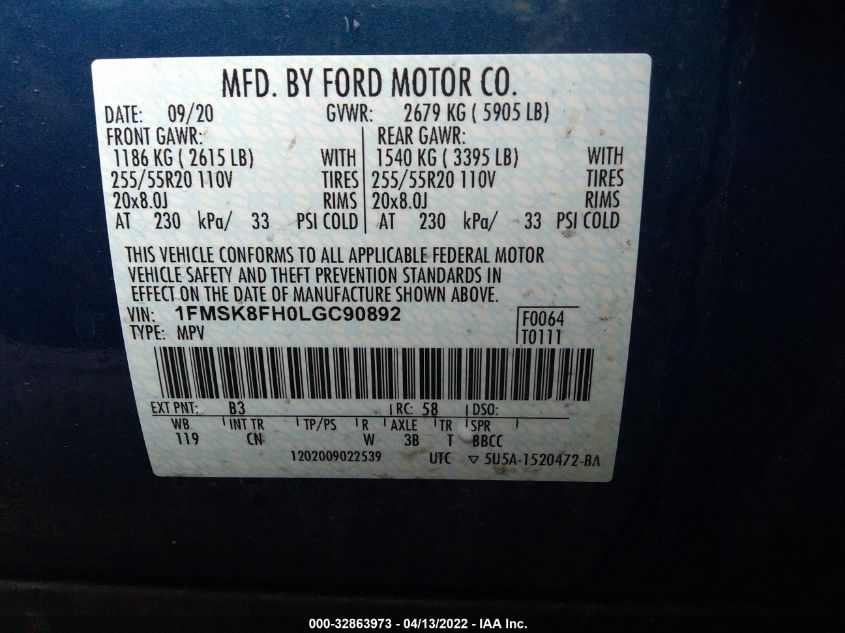 MFD. BY FORD MOTOR CO.
DATE: 09/20 GVWR: 2679 KG ( 5905 LB)
FRONT GAWR: REAR GAWR:
1186 KG ( 2615 LB) WITH 1540 KG ( 3395 LB) WITH
255/55R20 110V TIRES 255/55R20 110V TIRES
20x8.0J RIMS 20x8.0J RIMS
AT 230 kPa/ 33 PSI COLD AT 230 kPa/ 33 PSI COLD
THIS VEHICLE CONFORMS TO ALL APPLICABLE FEDERAL MOTOR
VEHICLE SAFETY AND THEFT PREVENTION STANDARDS IN
EFFECT ON THE DATE OF MANUFACTURE SHOWN ABOVE.
VIN: 1FMSK8FH0LGC90892 F0064
TYPE: MPV T0111
EXT PNT: B3 RC: 58 DSO:
WB INT TR TP/PS R AXLE TR SPR
119 CN W 3B T BBCC
1202009022539 UTC ▽ 5U5A-1520472-BA
000-32863973 - 04/13/2022 - IAA Inc.